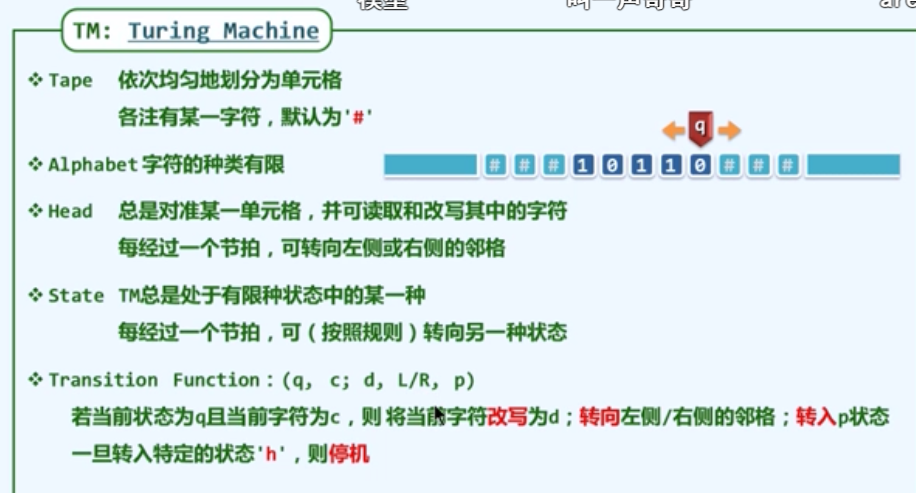 TM: Turing Machine
❖ Tape 依次均匀地划分为单元格
各注有某一字符，默认为'#'
q
❖ Alphabet 字符的种类有限
# # # 1 0 1 1 0 # # #
❖ Head 总是对准某一单元格，并可读取和改写其中的字符
每经过一个节拍，可转向左侧或右侧的邻格
❖ State TM总是处于有限种状态中的某一种
每经过一个节拍，可（按照规则）转向另一种状态
❖ Transition Function：(q, c; d, L/R, p)
若当前状态为q且当前字符为c，则将当前字符改写为d；转向左侧/右侧的邻格；转入p状态
一旦转入特定的状态'h'，则停机